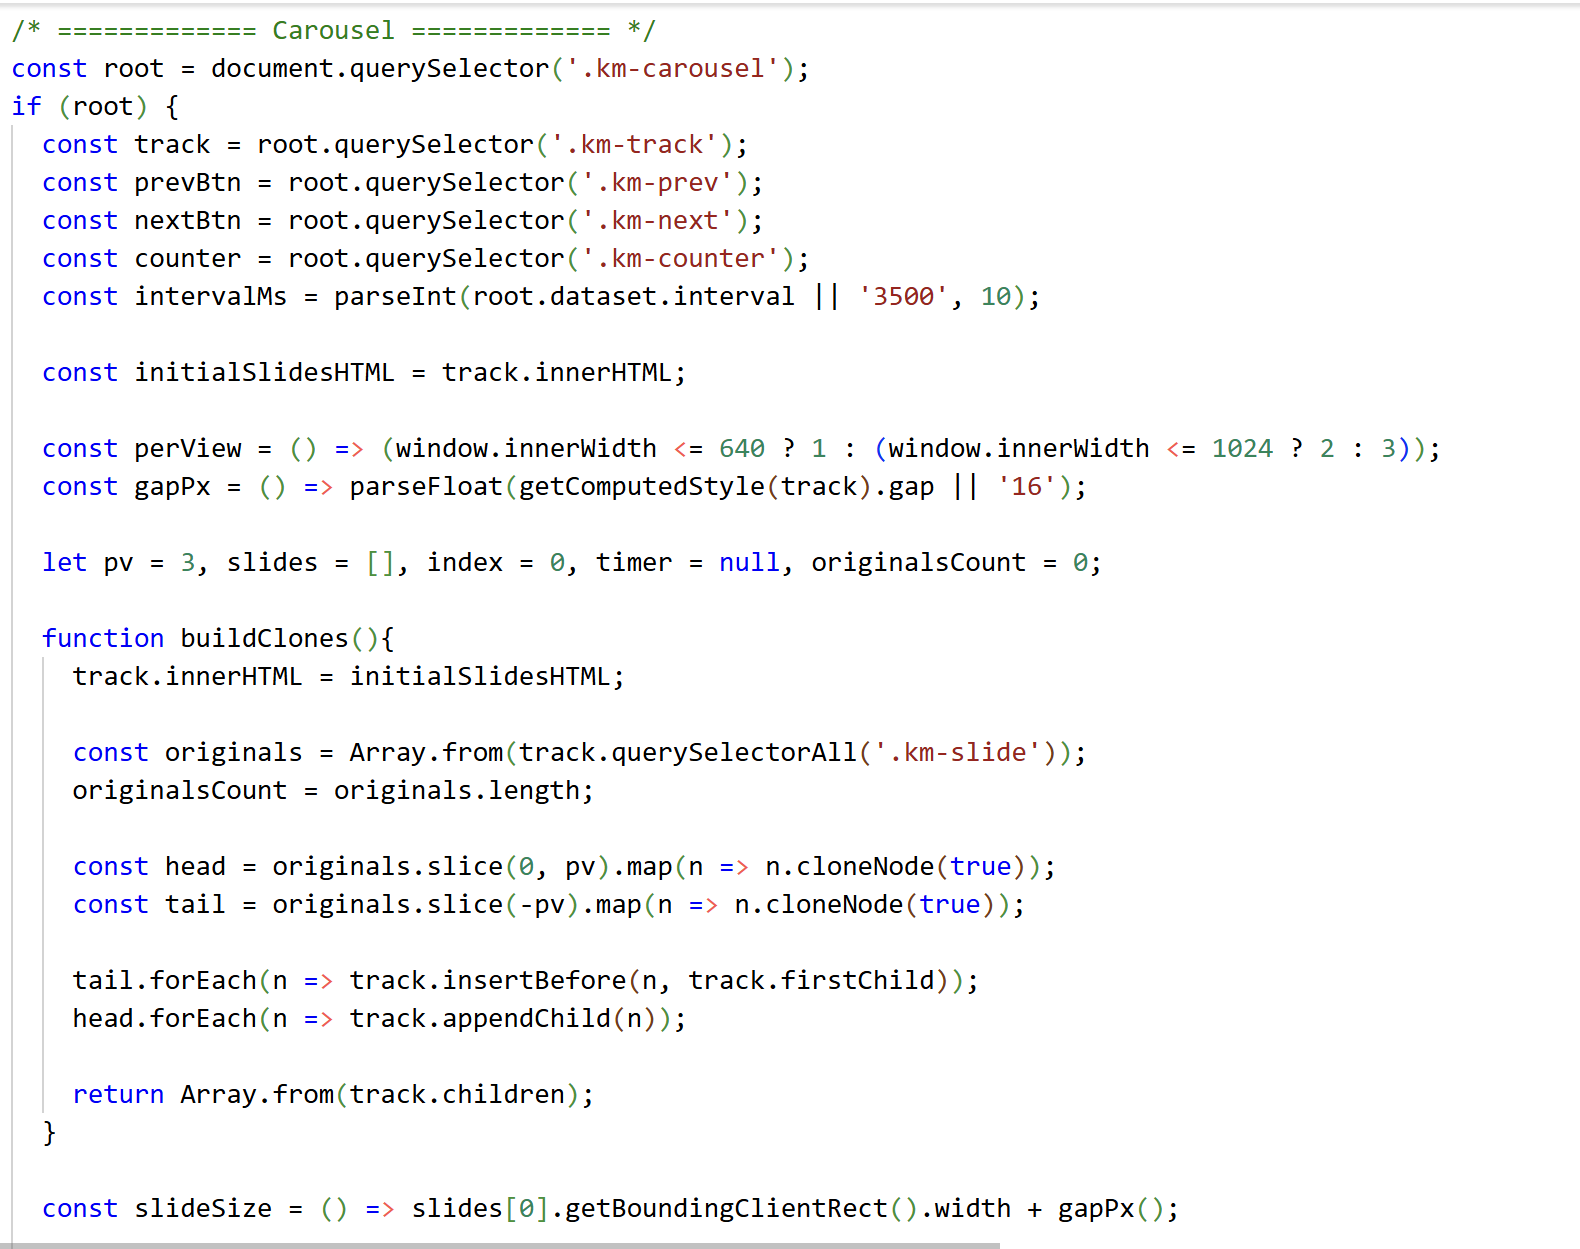 /* ============= Carousel ============= */
const root = document.querySelector('.km-carousel');
if (root) {
  const track = root.querySelector('.km-track');
  const prevBtn = root.querySelector('.km-prev');
  const nextBtn = root.querySelector('.km-next');
  const counter = root.querySelector('.km-counter');
  const intervalMs = parseInt(root.dataset.interval || '3500', 10);

  const initialSlidesHTML = track.innerHTML;

  const perView = () => (window.innerWidth <= 640 ? 1 : (window.innerWidth <= 1024 ? 2 : 3));
  const gapPx = () => parseFloat(getComputedStyle(track).gap || '16');

  let pv = 3, slides = [], index = 0, timer = null, originalsCount = 0;

  function buildClones(){
    track.innerHTML = initialSlidesHTML;

    const originals = Array.from(track.querySelectorAll('.km-slide'));
    originalsCount = originals.length;

    const head = originals.slice(0, pv).map(n => n.cloneNode(true));
    const tail = originals.slice(-pv).map(n => n.cloneNode(true));

    tail.forEach(n => track.insertBefore(n, track.firstChild));
    head.forEach(n => track.appendChild(n));

    return Array.from(track.children);
  }

  const slideSize = () => slides[0].getBoundingClientRect().width + gapPx();